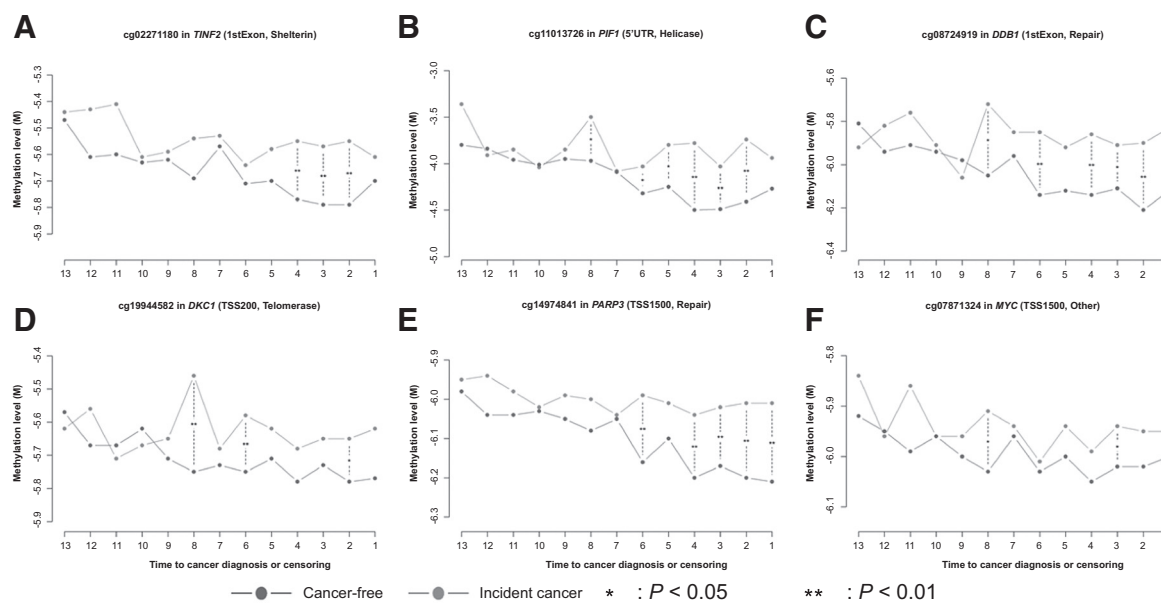 A
cg02271180 in TINF2 (1stExon, Shelterin)
Methylation level (M)
-5.3
-5.4
-5.5
-5.6
-5.7
-5.8
-5.9
** ** **
13 12 11 10 9 8 7 6 5 4 3 2 1
B
cg11013726 in PIF1 (5'UTR, Helicase)
Methylation level (M)
-3.0
-3.5
-4.0
-4.5
-5.0
* * * ** ** **
13 12 11 10 9 8 7 6 5 4 3 2 1
C
cg08724919 in DDB1 (1stExon, Repair)
Methylation level (M)
-5.6
-5.8
-6.0
-6.2
-6.4
* ** ** * **
13 12 11 10 9 8 7 6 5 4 3 2
D
cg19944582 in DKC1 (TSS200, Telomerase)
Methylation level (M)
-5.4
-5.5
-5.6
-5.7
-5.8
-5.9
** ** *
13 12 11 10 9 8 7 6 5 4 3 2 1
Time to cancer diagnosis or censoring
E
cg14974841 in PARP3 (TSS1500, Repair)
Methylation level (M)
-5.9
-6.0
-6.1
-6.2
-6.3
** ** ** ** **
13 12 11 10 9 8 7 6 5 4 3 2 1
Time to cancer diagnosis or censoring
F
cg07871324 in MYC (TSS1500, Other)
Methylation level (M)
-5.8
-5.9
-6.0
-6.1
* *
13 12 11 10 9 8 7 6 5 4 3 2
Time to cancer diagnosis or censoring
Cancer-free Incident cancer * : P < 0.05 ** : P < 0.01